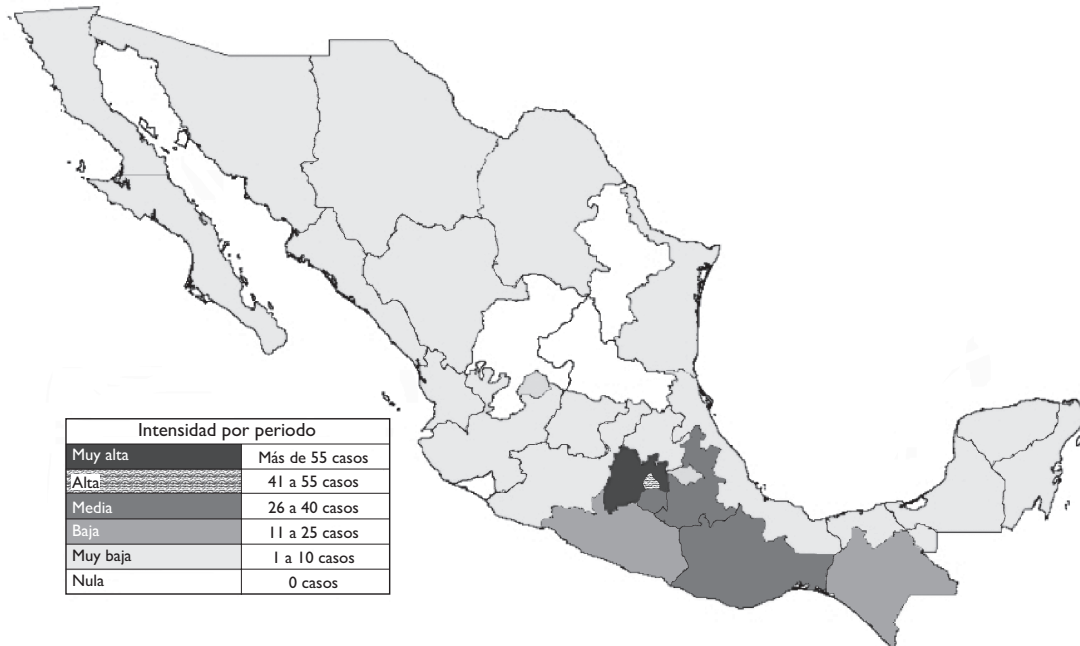 Intensidad por periodo
Muy alta Más de 55 casos
Alta 41 a 55 casos
Media 26 a 40 casos
Baja 11 a 25 casos
Muy baja 1 a 10 casos
Nula 0 casos